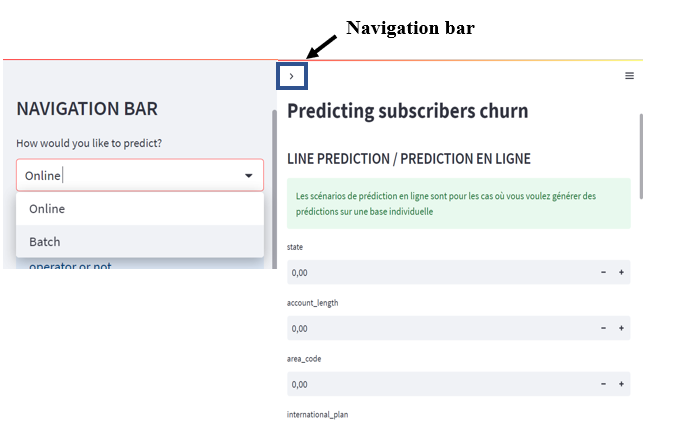 Navigation bar
NAVIGATION BAR
How would you like to predict?
Online
Online
Batch
operator or not
Predicting subscribers churn
LINE PREDICTION / PREDICTION EN LIGNE
Les scénarios de prédiction en ligne sont pour les cas où vous voulez générer des
prédictions sur une base individuelle
state
0,00
account_length
0,00
area_code
0,00
international_plan